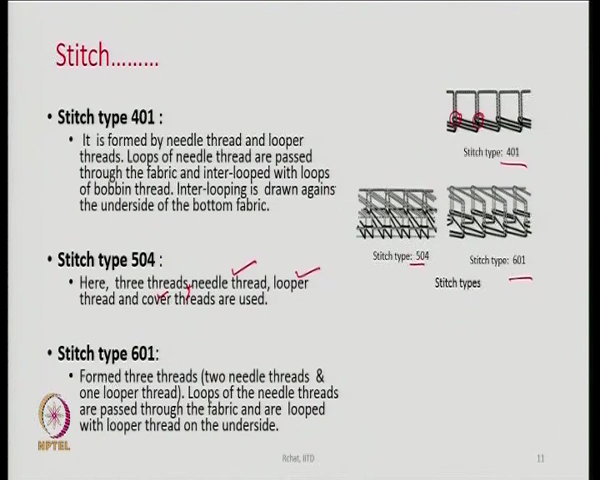 Stitch.........
• Stitch type 401 :
• It is formed by needle thread and looper
threads. Loops of needle thread are passed
through the fabric and inter-looped with loops
of bobbin thread. Inter-looping is drawn agains
the underside of the bottom fabric.
• Stitch type 504 :
• Here, three threads needle thread, looper
thread and cover threads are used.
• Stitch type 601:
• Formed three threads (two needle threads &
one looper thread). Loops of the needle threads
are passed through the fabric and are looped
with looper thread on the underside.
Stitch type: 401
Stitch type: 504
Stitch type: 601
Stitch types
NPTEL
Rchat, IITD
11